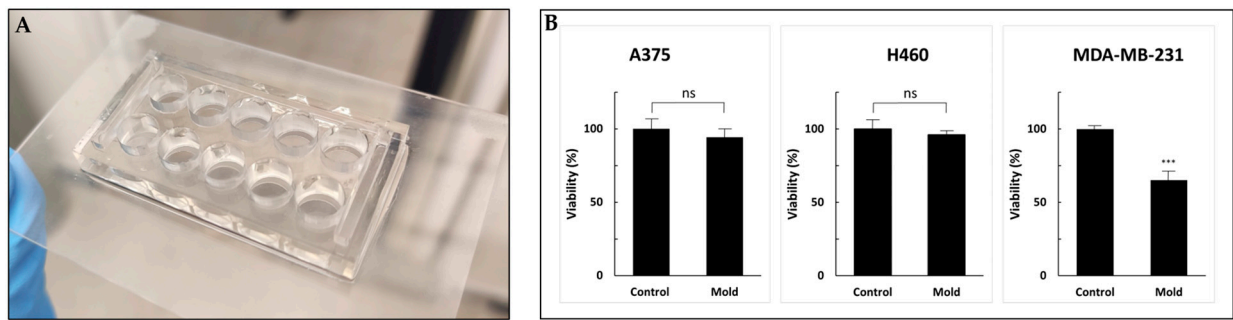 A
B
A375
Viability (%)
100
50
0
ns
Control Mold
H460
Viability (%)
100
50
0
ns
Control Mold
MDA-MB-231
Viability (%)
100
50
0
***
Control Mold